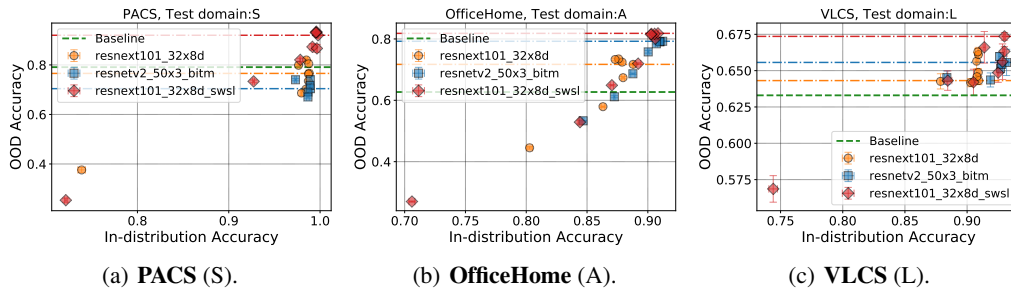 PACS, Test domain:S
OOD Accuracy
0.8
0.6
0.4
Baseline
resnext101_32x8d
resnetv2_50x3_bitm
resnext101_32x8d_swsl
0.8
0.9
1.0
In-distribution Accuracy
(a) PACS (S).
OfficeHome, Test domain:A
OOD Accuracy
0.8
0.6
0.4
Baseline
resnext101_32x8d
resnetv2_50x3_bitm
resnext101_32x8d_swsl
0.70
0.75
0.80
0.85
0.90
In-distribution Accuracy
(b) OfficeHome (A).
VLCS, Test domain:L
OOD Accuracy
0.675
0.650
0.625
0.600
0.575
Baseline
resnext101_32x8d
resnetv2_50x3_bitm
resnext101_32x8d_swsl
0.75
0.80
0.85
0.90
In-distribution Accuracy
(c) VLCS (L).